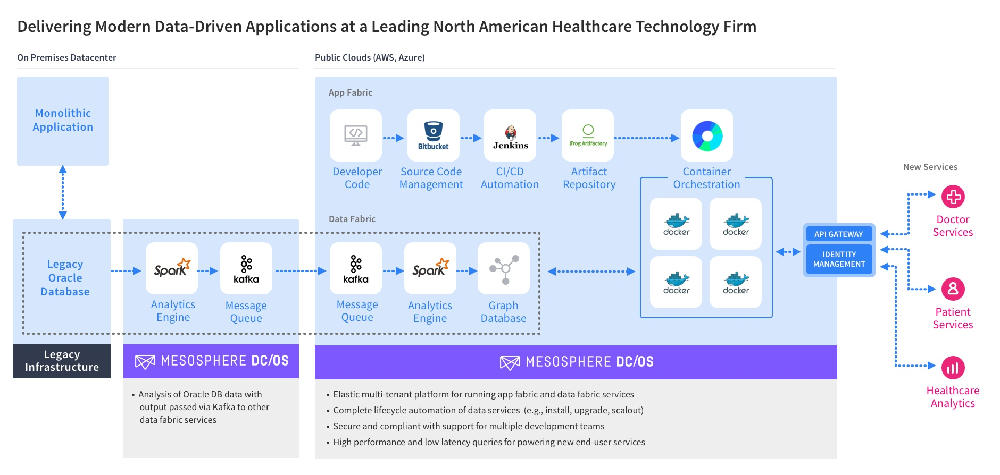 Delivering Modern Data-Driven Applications at a Leading North American Healthcare Technology Firm
On Premises Datacenter
Public Clouds (AWS, Azure)
Monolithic
Application
App Fabric
</>
Bitbucket
Jenkins
JFrog Artifactory
Developer
Code
Source Code
Management
CI/CD
Automation
Artifact
Repository
Container
Orchestration
New Services
Doctor
Services
Patient
Services
Healthcare
Analytics
docker
docker
docker
docker
API GATEWAY
IDENTITY
MANAGEMENT
Data Fabric
Legacy
Oracle
Database
Spark
kafka
kafka
Spark
Analytics
Engine
Message
Queue
Message
Queue
Analytics
Engine
Graph
Database
Legacy
Infrastructure
MESOSPHERE DC/OS
MESOSPHERE DC/OS
• Analysis of Oracle DB data with
output passed via Kafka to other
data fabric services
• Elastic multi-tenant platform for running app fabric and data fabric services
• Complete lifecycle automation of data services (e.g., install, upgrade, scalout)
• Secure and compliant with support for multiple development teams
• High performance and low latency queries for powering new end-user services